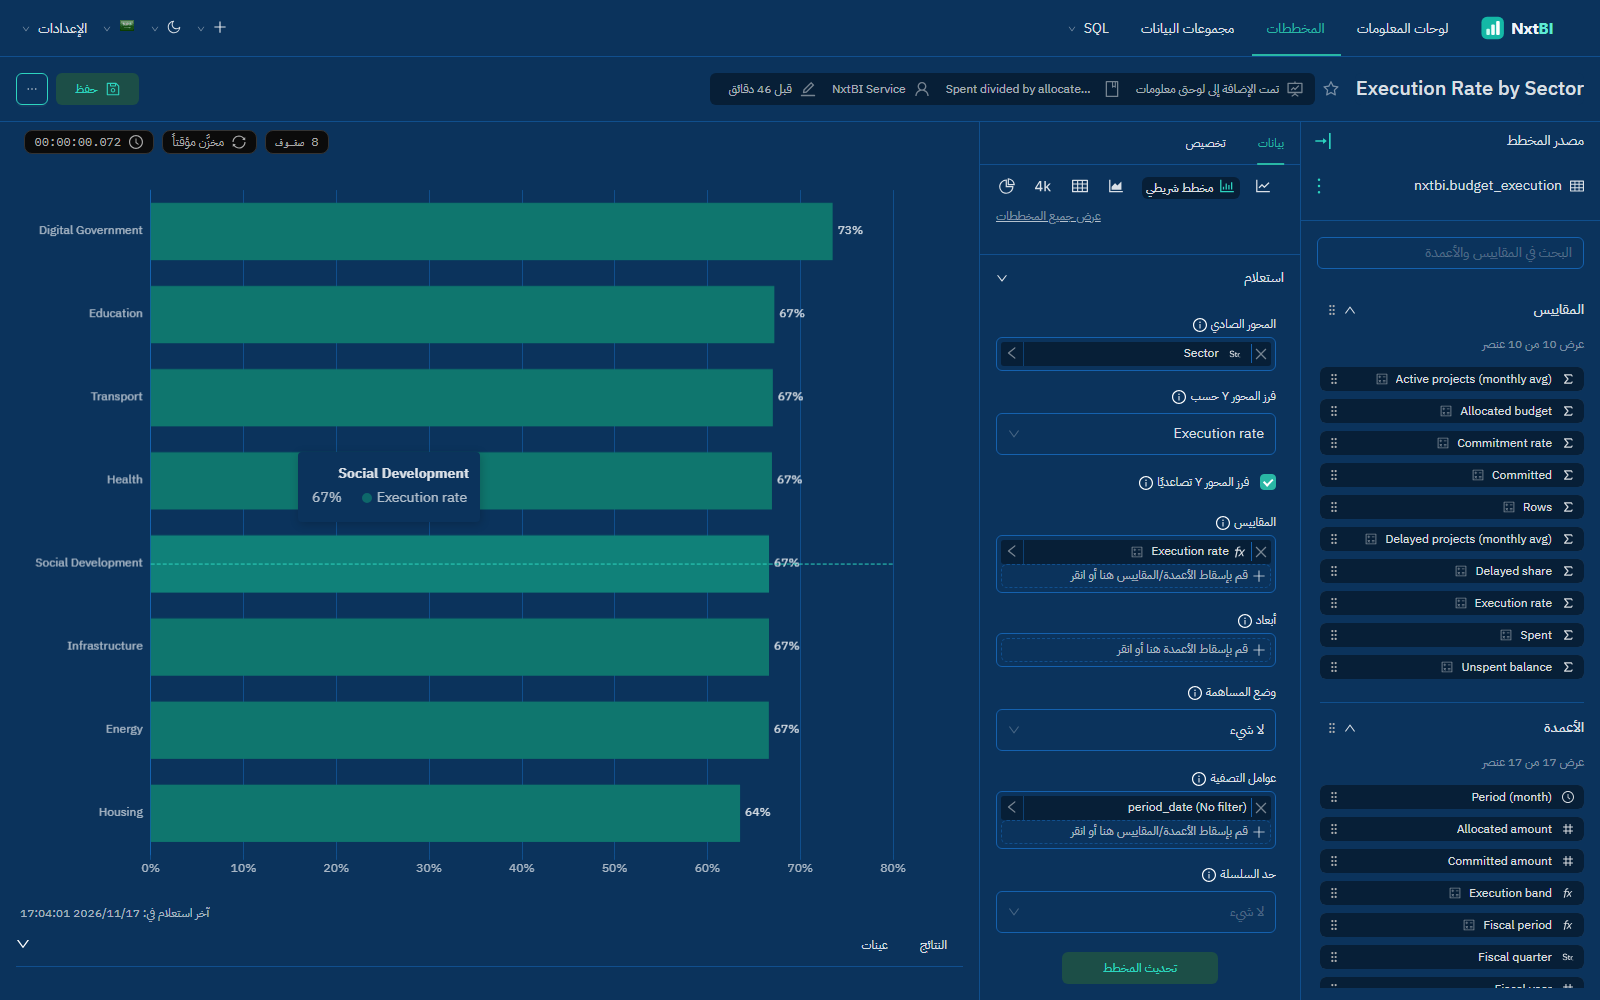 NxtBI
لوحات المعلومات
المخططات
مجموعات البيانات
SQL
الإعدادات
Execution Rate by Sector
تمت الإضافة إلى لوحتي معلومات
Spent divided by allocate...
NxtBI Service
قبل 46 دقائق
حفظ
...
مصدر المخطط
nxtbi.budget_execution
البحث في المقاييس والأعمدة
المقاييس
عرض 10 من 10 عنصر
Active projects (monthly avg)
Allocated budget
Commitment rate
Committed
Rows
Delayed projects (monthly avg)
Delayed share
Execution rate
Spent
Unspent balance
الأعمدة
عرض 17 من 17 عنصر
Period (month)
Allocated amount
Committed amount
Execution band
Fiscal period
Str Fiscal quarter
بيانات
تخصيص
مخطط شريطي
4k
عرض جميع المخططات
استعلام
المحور الصادي
Str Sector
فرز المحور Y حسب
Execution rate
فرز المحور Y تصاعديًا
المقاييس
fx Execution rate
قم بإسقاط الأعمدة/المقاييس هنا أو انقر
أبعاد
قم بإسقاط الأعمدة هنا أو انقر
وضع المساهمة
لا شيء
عوامل التصفية
period_date (No filter)
قم بإسقاط الأعمدة/المقاييس هنا أو انقر
حد السلسلة
لا شيء
تحديث المخطط
8 صفوف
مخزّن مؤقتاً
00:00:00.072
Digital Government 73%
Education 67%
Transport 67%
Health 67%
Social Development
67% Execution rate
Social Development 67%
Infrastructure 67%
Energy 67%
Housing 64%
0% 10% 20% 30% 40% 50% 60% 70% 80%
آخر استعلام في: 2026/11/17 17:04:01
النتائج
عينات